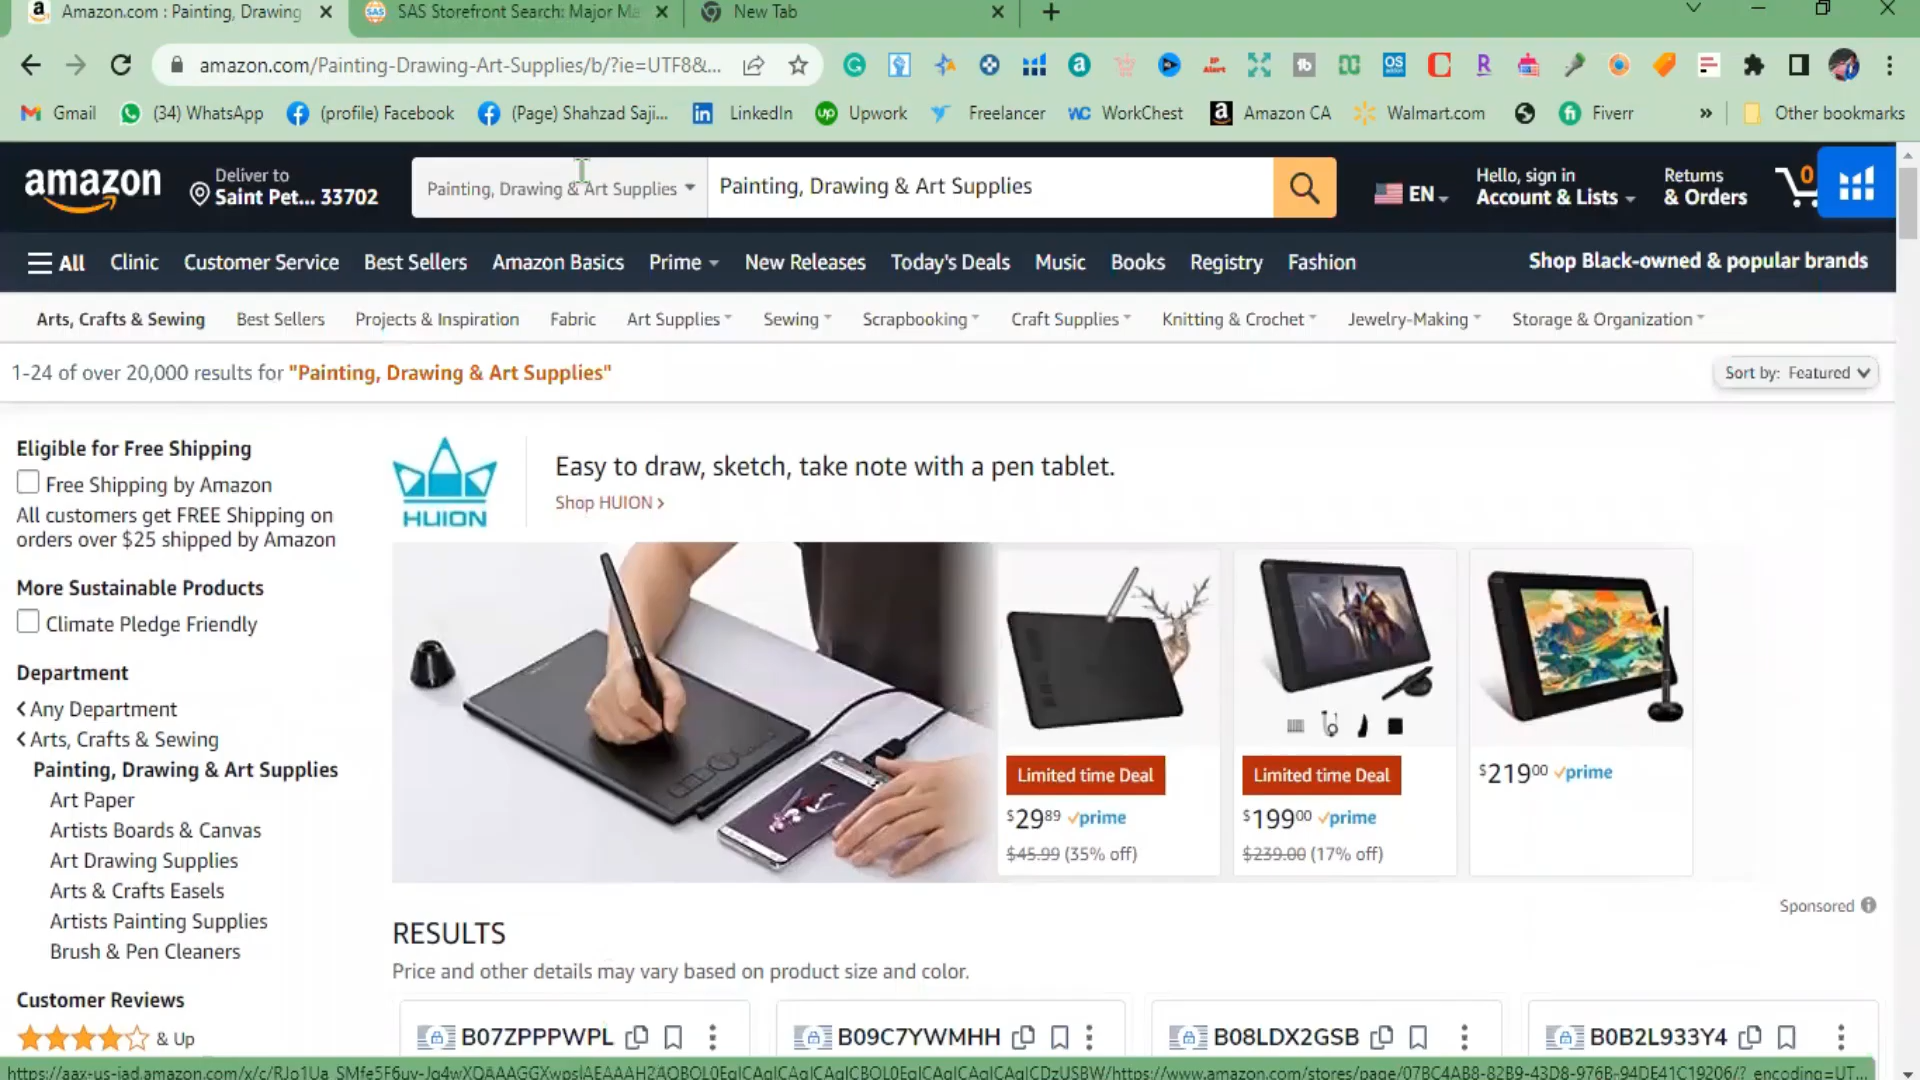 Amazon.com : Painting, Drawing
SAS Storefront Search: Major Ma
New Tab
amazon.com/Painting-Drawing-Art-Supplies/b/?ie=UTF8&...
Gmail
(34) WhatsApp
(profile) Facebook
(Page) Shahzad Saji...
LinkedIn
Upwork
Freelancer
WorkChest
Amazon CA
Walmart.com
Fiverr
»
Other bookmarks
amazon
Deliver to
Saint Pet... 33702
Painting, Drawing & Art Supplies
Painting, Drawing & Art Supplies
EN
Hello, sign in
Account & Lists
Returns
& Orders
0
All
Clinic
Customer Service
Best Sellers
Amazon Basics
Prime
New Releases
Today's Deals
Music
Books
Registry
Fashion
Shop Black-owned & popular brands
Arts, Crafts & Sewing
Best Sellers
Projects & Inspiration
Fabric
Art Supplies
Sewing
Scrapbooking
Craft Supplies
Knitting & Crochet
Jewelry-Making
Storage & Organization
1-24 of over 20,000 results for "Painting, Drawing & Art Supplies"
Sort by: Featured
Eligible for Free Shipping
Free Shipping by Amazon
All customers get FREE Shipping on
orders over $25 shipped by Amazon
More Sustainable Products
Climate Pledge Friendly
Department
Any Department
Arts, Crafts & Sewing
Painting, Drawing & Art Supplies
Art Paper
Artists Boards & Canvas
Art Drawing Supplies
Arts & Crafts Easels
Artists Painting Supplies
Brush & Pen Cleaners
Customer Reviews
& Up
HUION
Easy to draw, sketch, take note with a pen tablet.
Shop HUION ›
Limited time Deal
$29 89 prime
$45.99 (35% off)
Limited time Deal
$199 00 prime
$239.00 (17% off)
$219 00 prime
Sponsored
RESULTS
Price and other details may vary based on product size and color.
B07ZPPPWPL
B09C7YWMHH
B08LDX2GSB
B0B2L933Y4